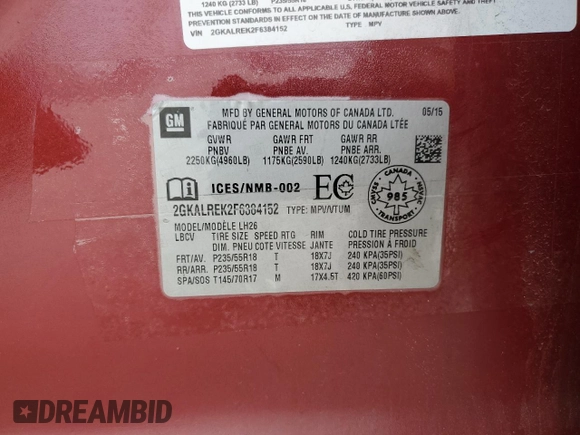 1240 KG (2733 LB) P235/55R18
THIS VEHICLE CONFORMS TO ALL APPLICABLE U.S. FEDERAL MOTOR VEHICLE SAFETY AND THEFT
PREVENTION STANDARDS IN EFFECT ON THE DATE OF MANUFACTURE SHOWN ABOVE.
VIN 2GKALREK2F6384152 TYPE MPV
GM
MFD BY GENERAL MOTORS OF CANADA LTD. 05/15
FABRIQUÉ PAR GENERAL MOTORS DU CANADA LTÉE
GVWR GAWR FRT GAWR RR
PNBV PNBE AV. PNBE ARR.
2250KG(4960LB) 1175KG(2590LB) 1240KG(2733LB)
ICES/NMB-002 EC CANADA 985 TRANSPORT
2GKALREK2F6384152 TYPE: MPV/VTUM
MODEL/MODÈLE LH26
LBCV TIRE SIZE SPEED RTG RIM COLD TIRE PRESSURE
DIM. PNEU COTE VITESSE JANTE PRESSION À FROID
FRT/AV. P235/55R18 T 18X7J 240 KPA(35PSI)
RR/ARR. P235/55R18 T 18X7J 240 KPA(35PSI)
SPA/SOS T145/70R17 M 17X4.5T 420 KPA(60PSI)
DREAMBID